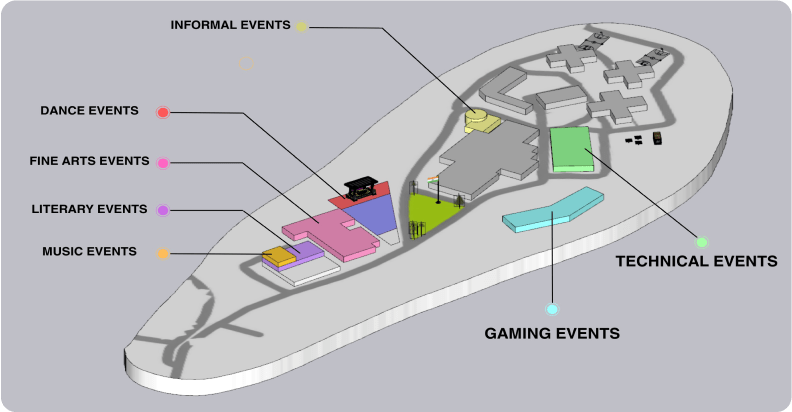 INFORMAL EVENTS
DANCE EVENTS
FINE ARTS EVENTS
LITERARY EVENTS
MUSIC EVENTS
TECHNICAL EVENTS
GAMING EVENTS